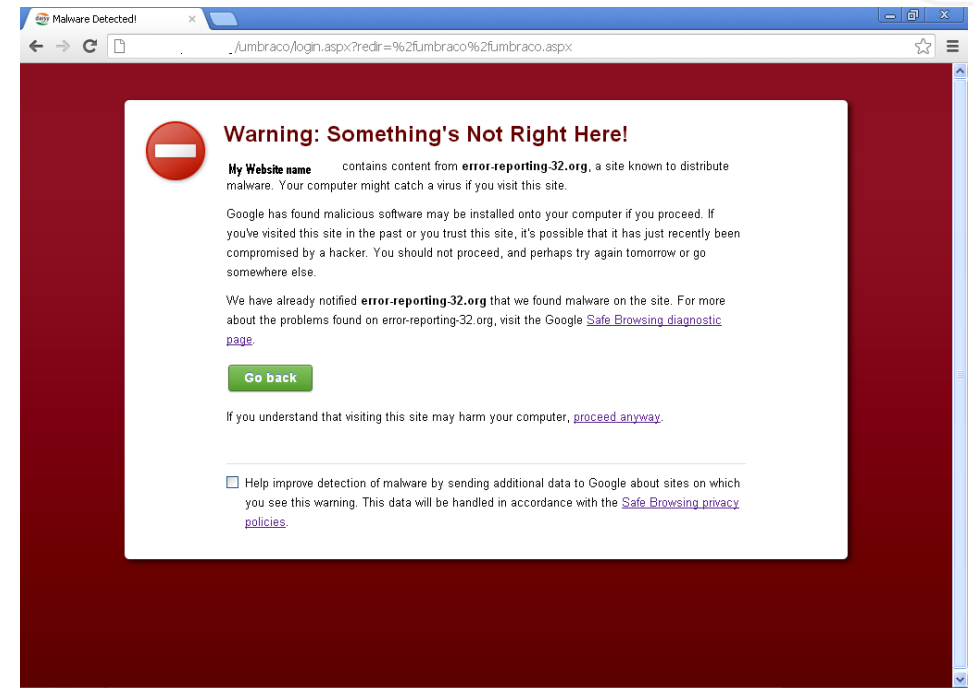 daisy Malware Detected!
/umbraco/login.aspx?redir=%2fumbraco%2fumbraco.aspx
Warning: Something's Not Right Here!
My Website name contains content from error-reporting-32.org, a site known to distribute
malware. Your computer might catch a virus if you visit this site.
Google has found malicious software may be installed onto your computer if you proceed. If
you've visited this site in the past or you trust this site, it's possible that it has just recently been
compromised by a hacker. You should not proceed, and perhaps try again tomorrow or go
somewhere else.
We have already notified error-reporting-32.org that we found malware on the site. For more
about the problems found on error-reporting-32.org, visit the Google Safe Browsing diagnostic
page.
Go back
If you understand that visiting this site may harm your computer, proceed anyway.
Help improve detection of malware by sending additional data to Google about sites on which
you see this warning. This data will be handled in accordance with the Safe Browsing privacy
policies.